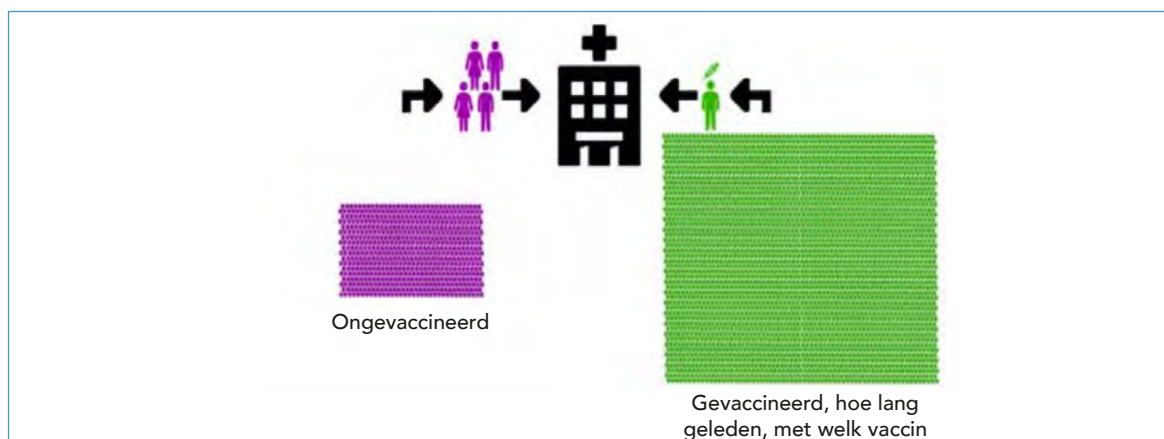 Ongevaccineerd
Gevaccineerd, hoe lang
geleden, met welk vaccin